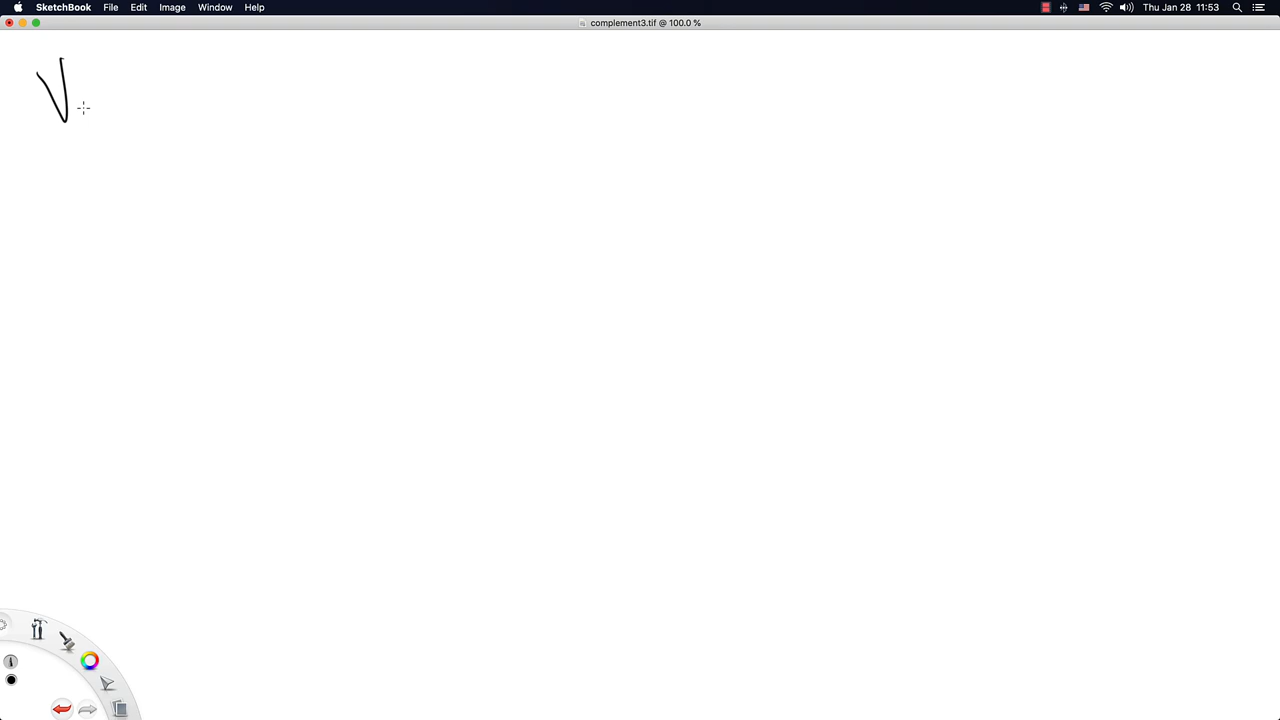 SketchBook File Edit Image Window Help Thu Jan 28 11:53
complement3.tif @ 100.0 %
V